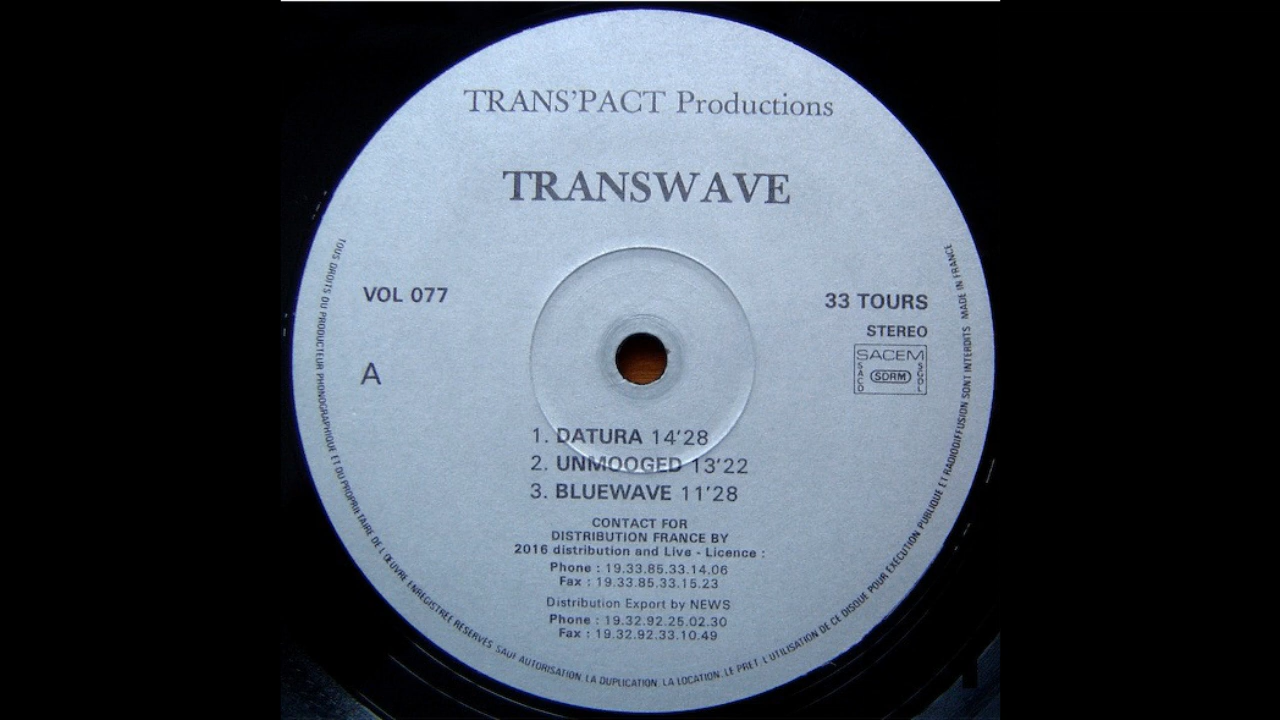 TRANS'PACT Productions
TRANSWAVE
VOL 077
33 TOURS
STEREO
A
SACEM
SACD
SDRM
SGDL
1. DATURA 14'28
2. UNMOOGED 13'22
3. BLUEWAVE 11'28
CONTACT FOR
DISTRIBUTION FRANCE BY
2016 distribution and Live - Licence :
Phone : 19.33.85.33.14.06
Fax : 19.33.85.33.15.23
Distribution Export by NEWS
Phone : 19.32.92.25.02.30
Fax : 19.32.92.33.10.49
TOUS DROITS DU PRODUCTEUR PHONOGRAPHIQUE ET DU PROPRIETAIRE DE L'ŒUVRE ENREGISTREE RESERVES SAUF AUTORISATION. LA DUPLICATION. LA LOCATION. LE PRET. L'UTILISATION DE CE DISQUE POUR EXECUTION PUBLIQUE ET RADIODIFFUSION SONT INTERDITS MADE IN FRANCE